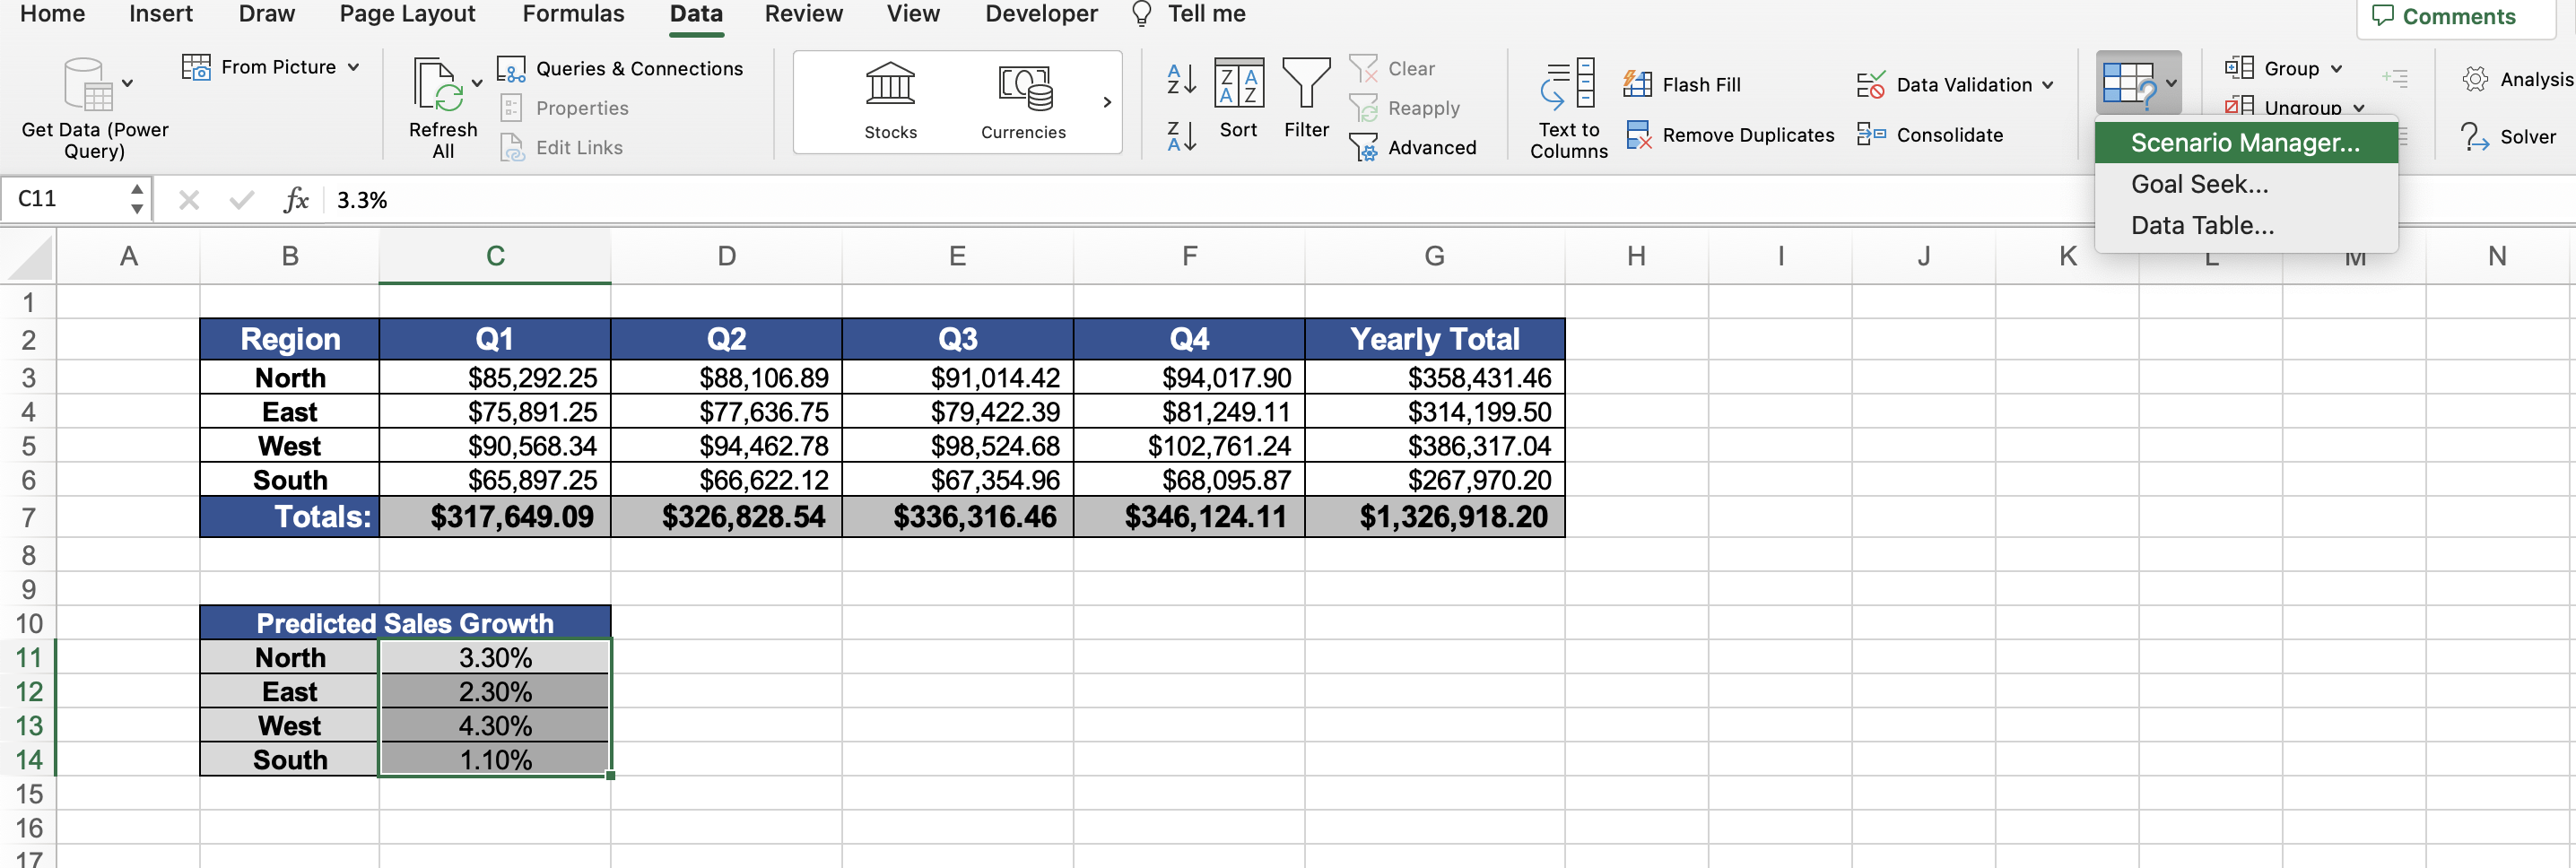 Home Insert Draw Page Layout Formulas Data Review View Developer Tell me Comments
Get Data (Power
Query)
From Picture
Refresh
All
Queries & Connections
Properties
Edit Links
Stocks
Currencies
Sort
Filter
Clear
Reapply
Advanced
Text to
Columns
Flash Fill
Remove Duplicates
Data Validation
Consolidate
Group
Ungroup
Analysis
Solver
Scenario Manager...
Goal Seek...
Data Table...
C11 fx 3.3%
A B C D E F G H I J K L M N
1
2 Region Q1 Q2 Q3 Q4 Yearly Total
3 North $85,292.25 $88,106.89 $91,014.42 $94,017.90 $358,431.46
4 East $75,891.25 $77,636.75 $79,422.39 $81,249.11 $314,199.50
5 West $90,568.34 $94,462.78 $98,524.68 $102,761.24 $386,317.04
6 South $65,897.25 $66,622.12 $67,354.96 $68,095.87 $267,970.20
7 Totals: $317,649.09 $326,828.54 $336,316.46 $346,124.11 $1,326,918.20
8
9
10 Predicted Sales Growth
11 North 3.30%
12 East 2.30%
13 West 4.30%
14 South 1.10%
15
16
17